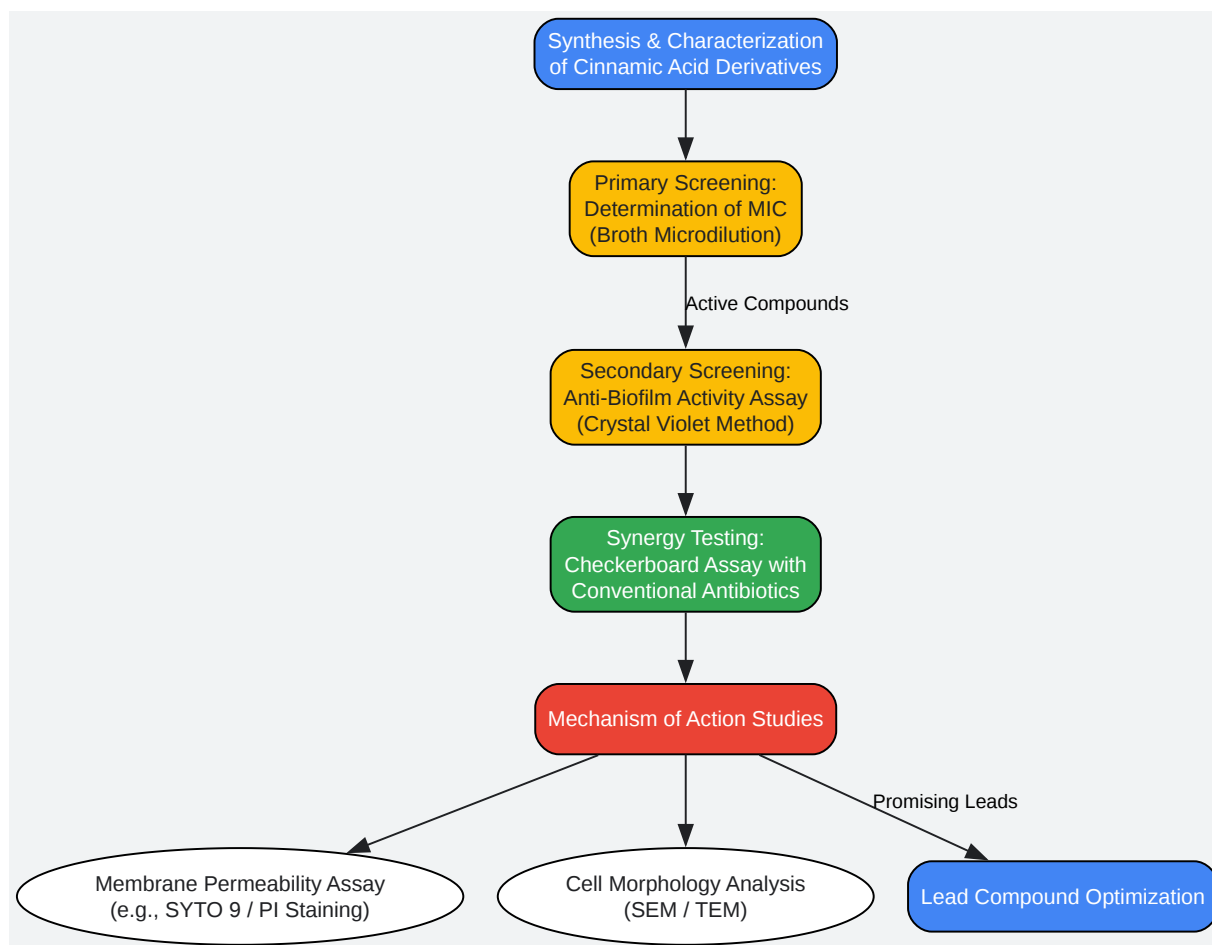 Synthesis & Characterization
of Cinnamic Acid Derivatives
Primary Screening:
Determination of MIC
(Broth Microdilution)
Active Compounds
Secondary Screening:
Anti-Biofilm Activity Assay
(Crystal Violet Method)
Synergy Testing:
Checkerboard Assay with
Conventional Antibiotics
Mechanism of Action Studies
Promising Leads
Membrane Permeability Assay
(e.g., SYTO 9 / PI Staining)
Cell Morphology Analysis
(SEM / TEM)
Lead Compound Optimization